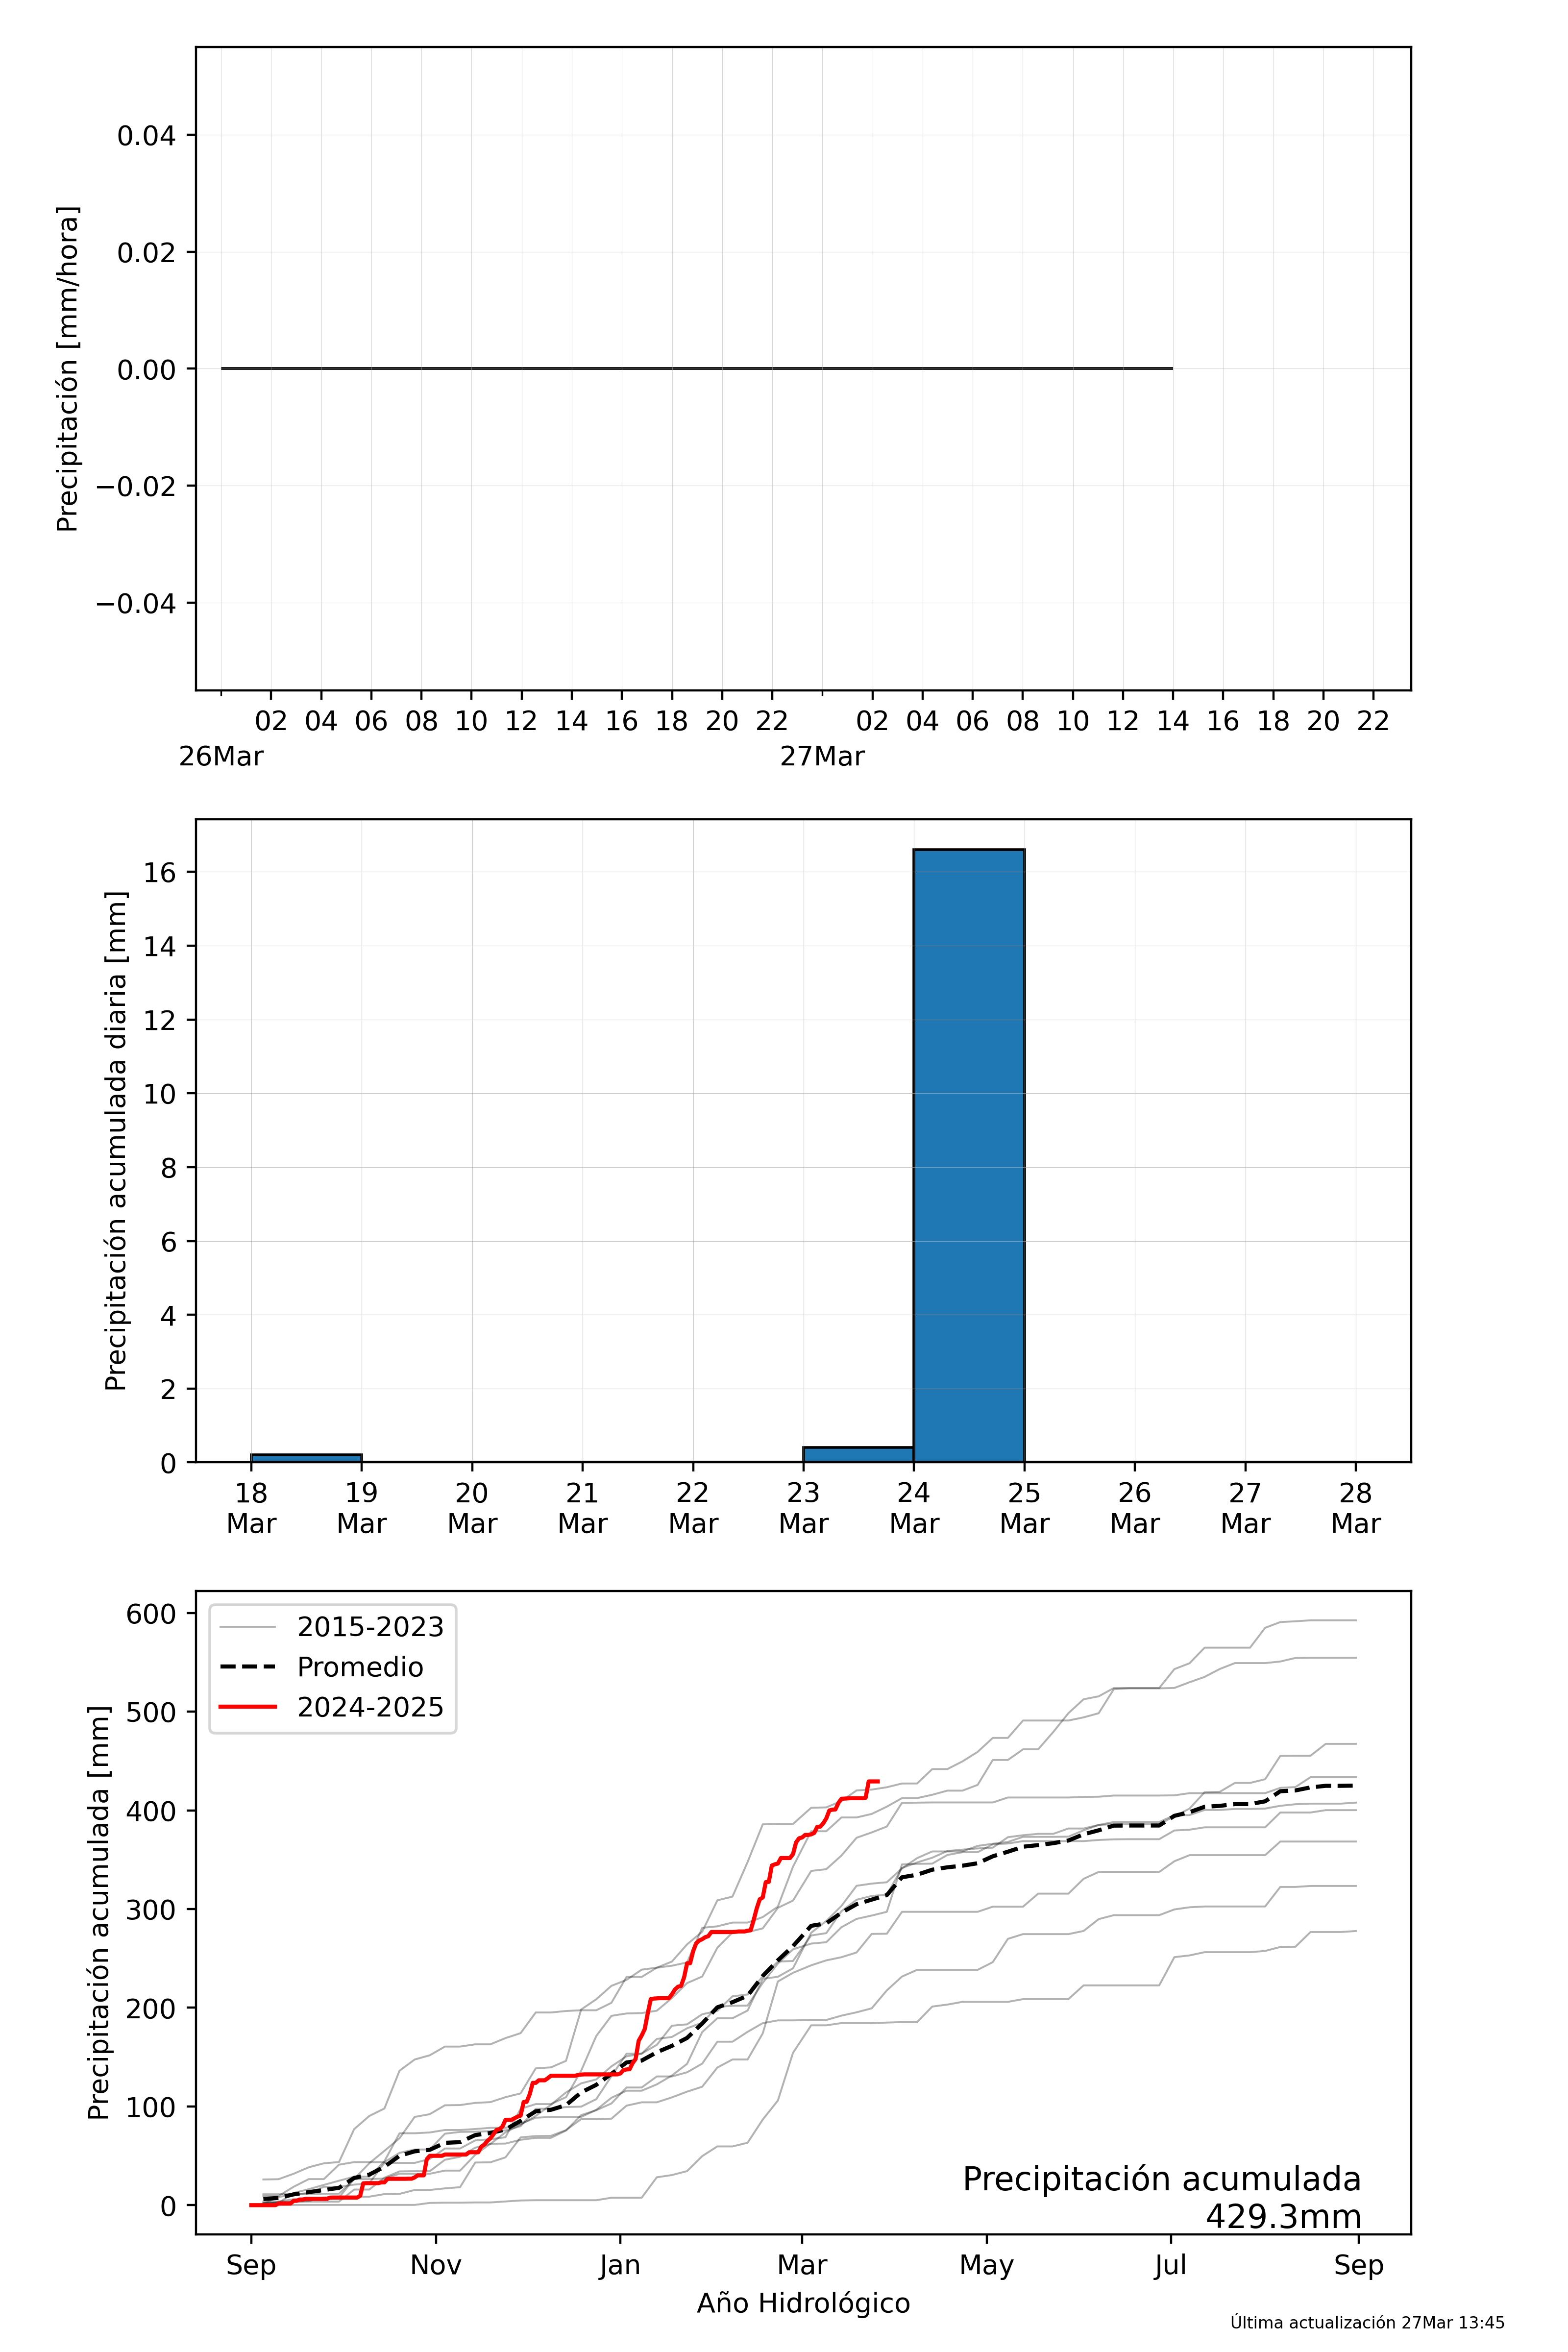 Precipitación [mm/hora]
0.04
0.02
0.00
−0.02
−0.04
02 04 06 08 10 12 14 16 18 20 22 02 04 06 08 10 12 14 16 18 20 22
26Mar 27Mar
Precipitación acumulada diaria [mm]
16
14
12
10
8
6
4
2
0
18 19 20 21 22 23 24 25 26 27 28
Mar Mar Mar Mar Mar Mar Mar Mar Mar Mar Mar
Precipitación acumulada [mm]
600
500
400
300
200
100
0
2015-2023
Promedio
2024-2025
Precipitación acumulada
429.3mm
Sep Nov Jan Mar May Jul Sep
Año Hidrológico
Última actualización 27Mar 13:45